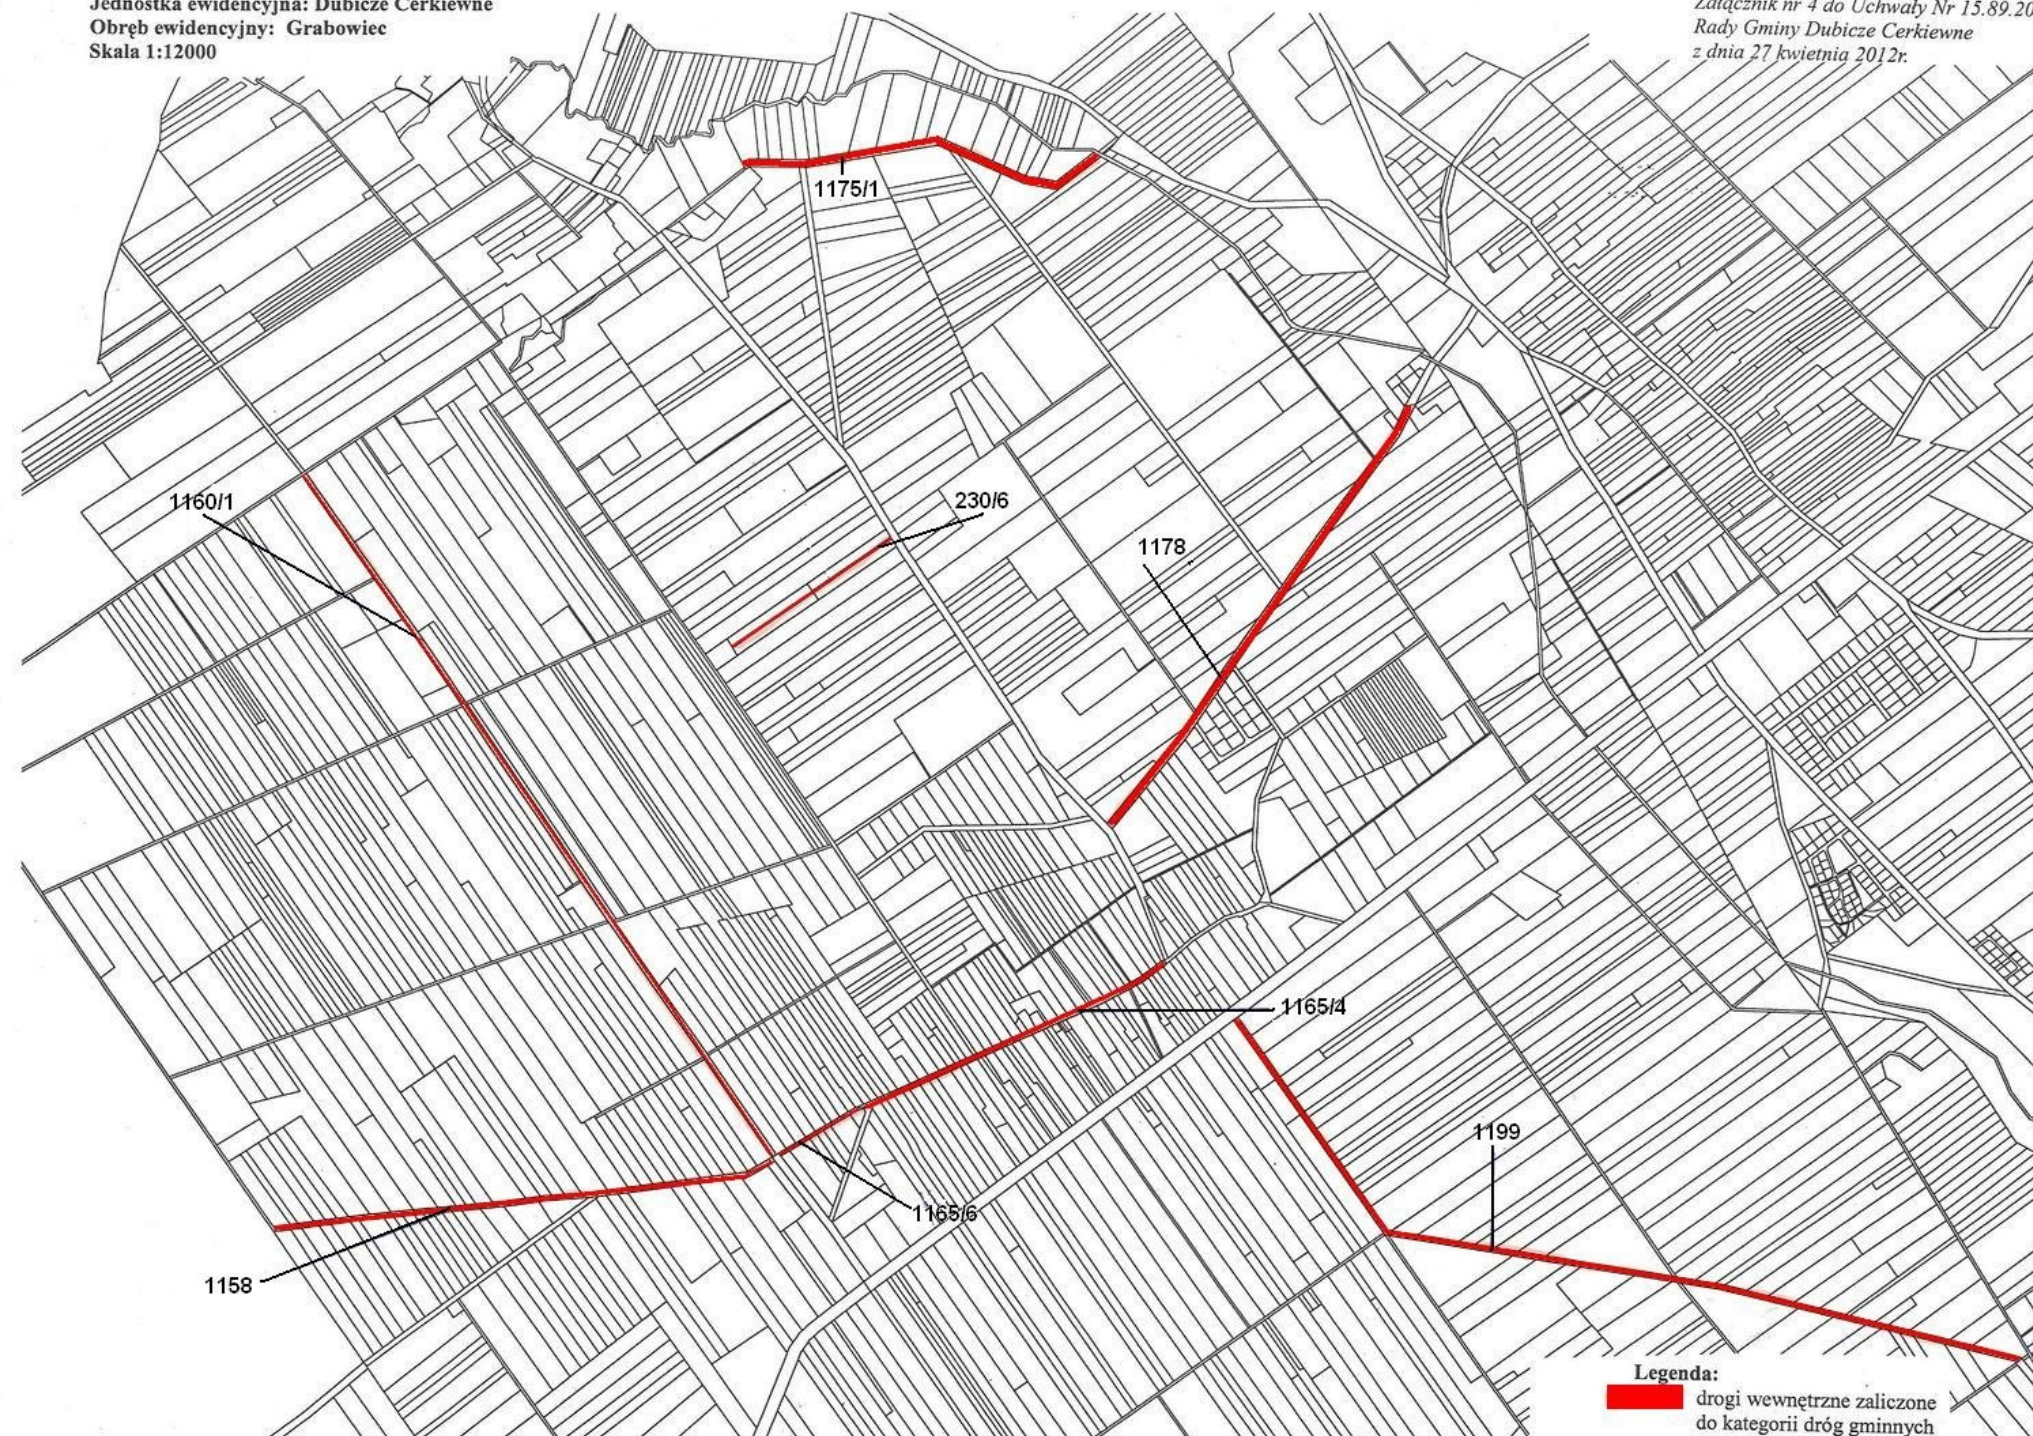 Jednostka ewidencyjna: Dubicze Cerkiewne
Obręb ewidencyjny: Grabowiec
Skala 1:12000
Załącznik nr 4 do Uchwały Nr 15.89.20
Rady Gminy Dubicze Cerkiewne
z dnia 27 kwietnia 2012r.
1175/1
1160/1
230/6
1178
1165/4
1199
1165/6
1158
Legenda:
drogi wewnętrzne zaliczone
do kategorii dróg gminnych